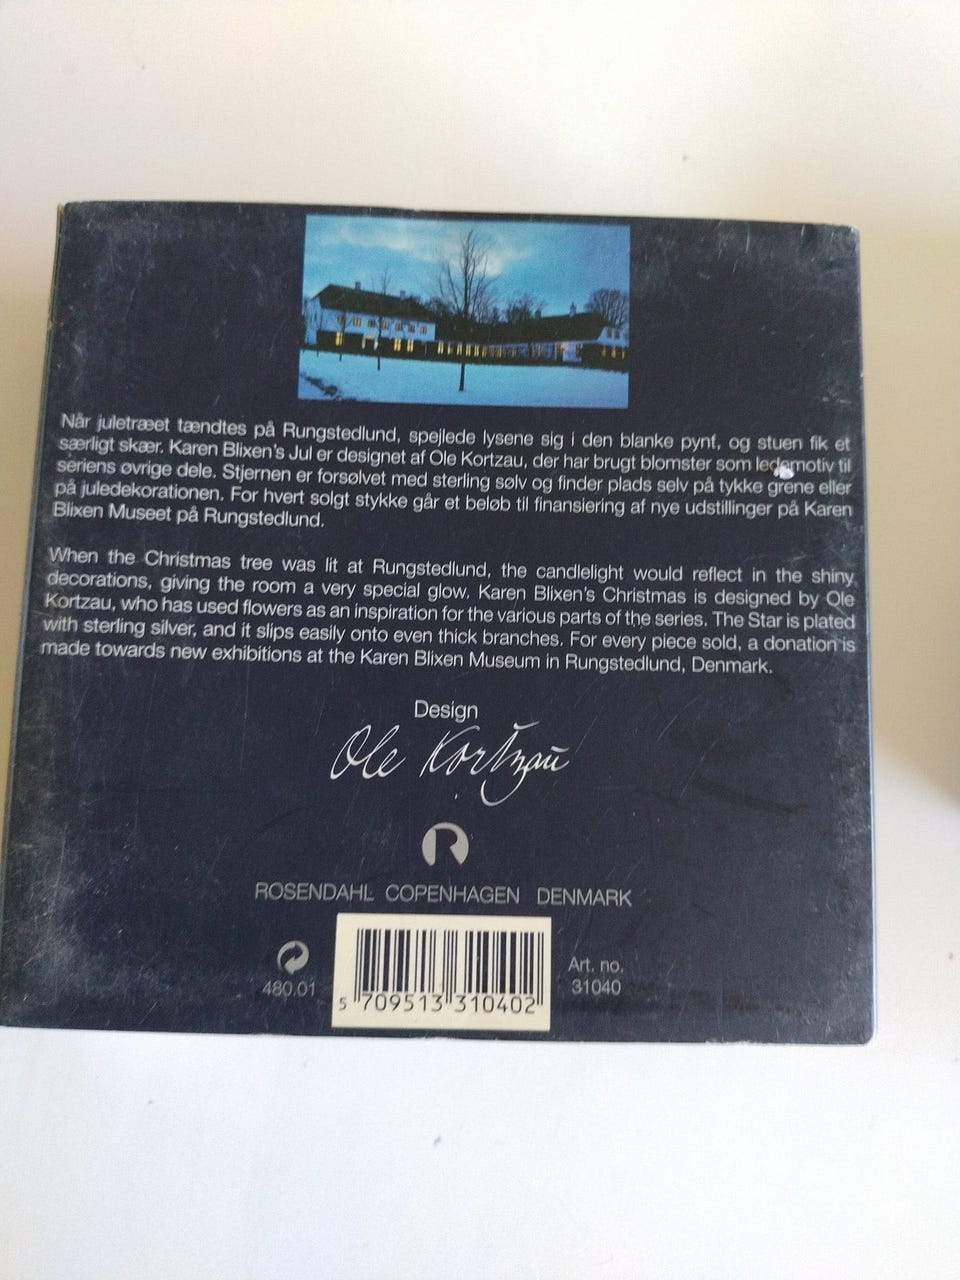 Når juletræet tændtes på Rungstedlund, spejlede lysene sig i den blanke pynt, og stuen fik et
særligt skær. Karen Blixen's Jul er designet af Ole Kortzau, der har brugt blomster som ledemotiv til
seriens øvrige dele. Stjernen er forsølvet med sterling sølv og finder plads selv på tykke grene eller
på juledekorationen. For hvert solgt stykke går et beløb til finansiering af nye udstillinger på Karen
Blixen Museet på Rungstedlund.
When the Christmas tree was lit at Rungstedlund, the candlelight would reflect in the shiny
decorations, giving the room a very special glow. Karen Blixen's Christmas is designed by Ole
Kortzau, who has used flowers as an inspiration for the various parts of the series. The Star is plated
with sterling silver, and it slips easily onto even thick branches. For every piece sold, a donation is
made towards new exhibitions at the Karen Blixen Museum in Rungstedlund, Denmark.
Design
Ole Kortzau
R
ROSENDAHL COPENHAGEN DENMARK
480.01
5 709513 310402
Art. no.
31040